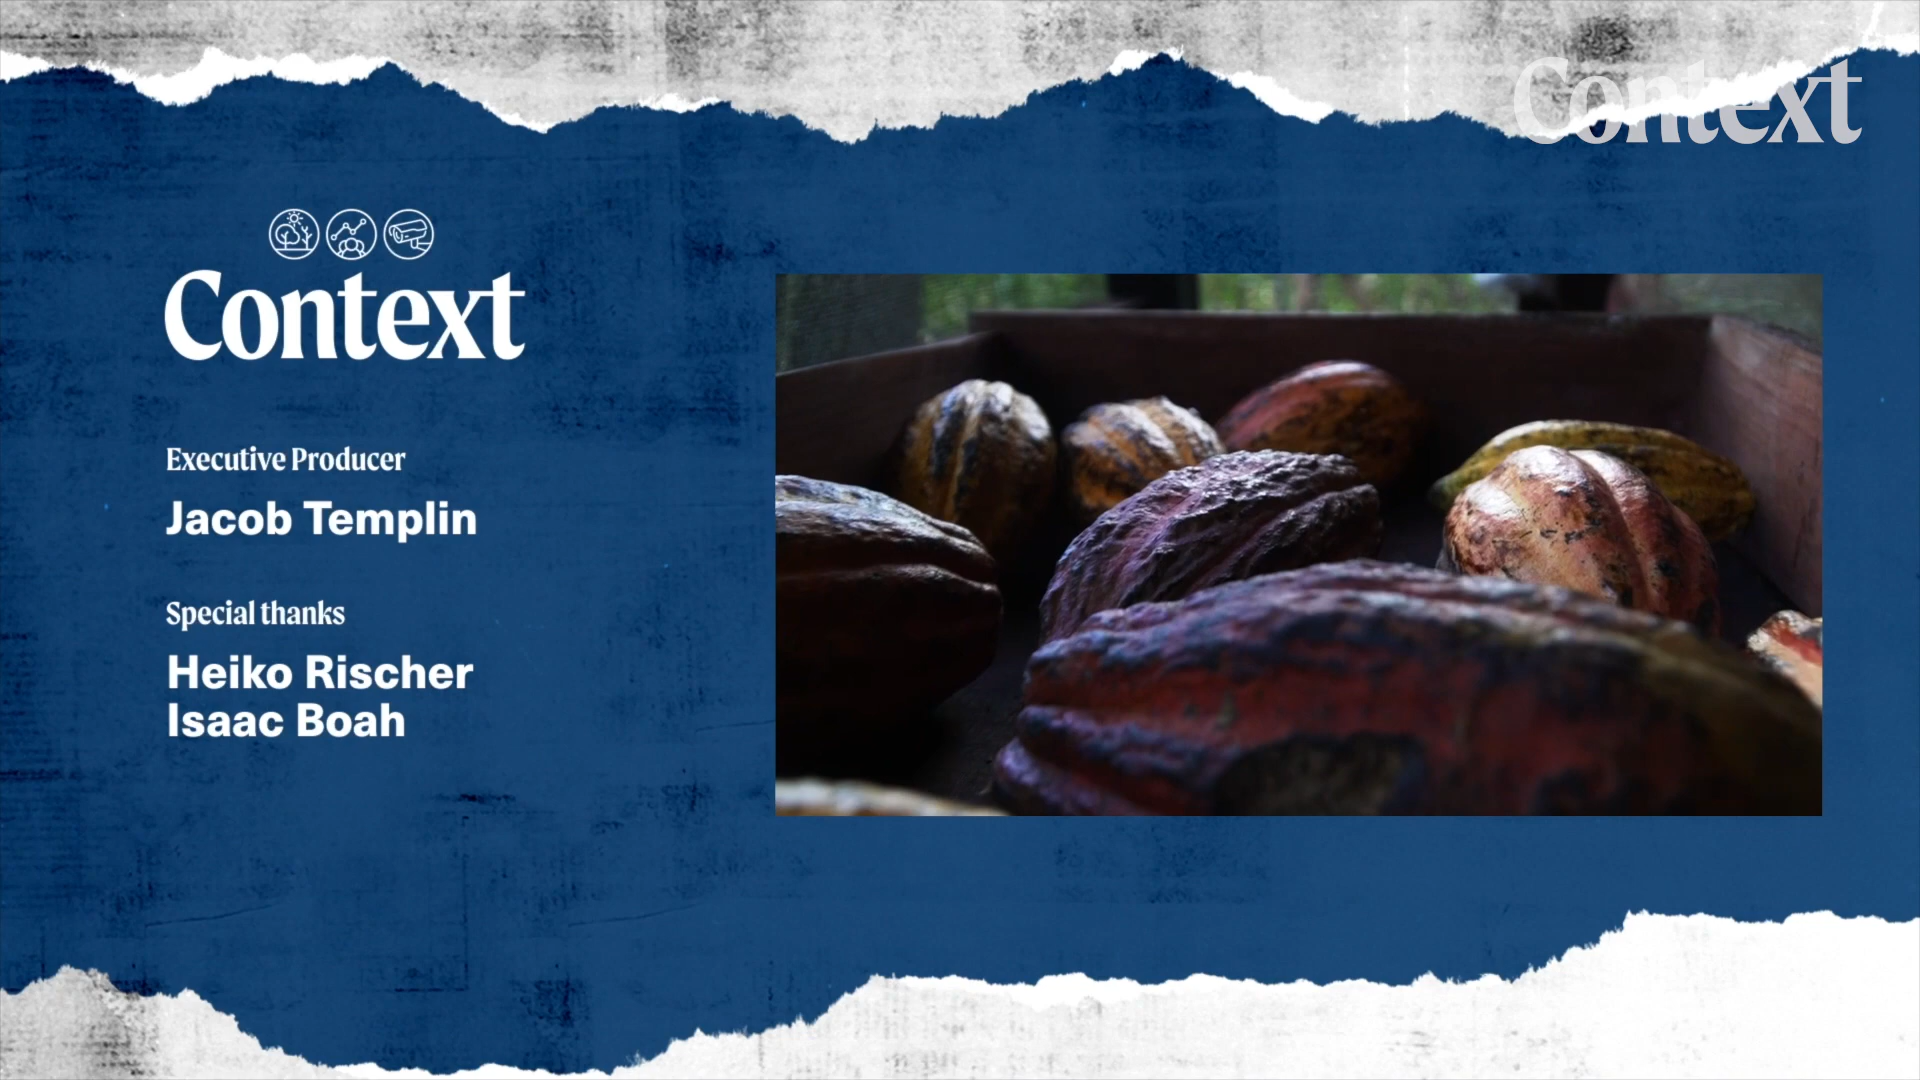 Context
Context
Executive Producer
Jacob Templin
Special thanks
Heiko Rischer
Isaac Boah